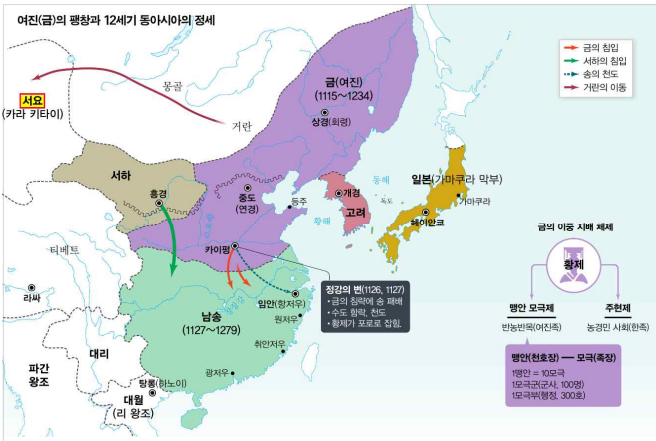 여진(금)의 팽창과 12세기 동아시아의 정세
금의 침입
서하의 침입
송의 천도
거란의 이동
몽골
금(여진)
(1115~1234)
서요
(카라 키타이)
상경(회령)
거란
서하
흥경
중도
(연경)
등주
개경
고려
동해
독도
황해
일본(가마쿠라 막부)
가마쿠라
헤이안쿄
카이펑
티베트
라싸
남송
(1127~1279)
창장강
임안(항저우)
원저우
취안저우
광저우
대리
파간
왕조
탕롱(하노이)
대월
(리 왕조)
정강의 변(1126, 1127)
• 금의 침략에 송 패배
• 수도 함락, 천도
• 황제가 포로로 잡힘.
금의 이중 지배 체제
황제
맹안 모극제
주현제
반농반목(여진족)
농경민 사회(한족)
맹안(천호장) ― 모극(족장)
1맹안 = 10모극
1모극군(군사, 100명)
1모극부(행정, 300호)